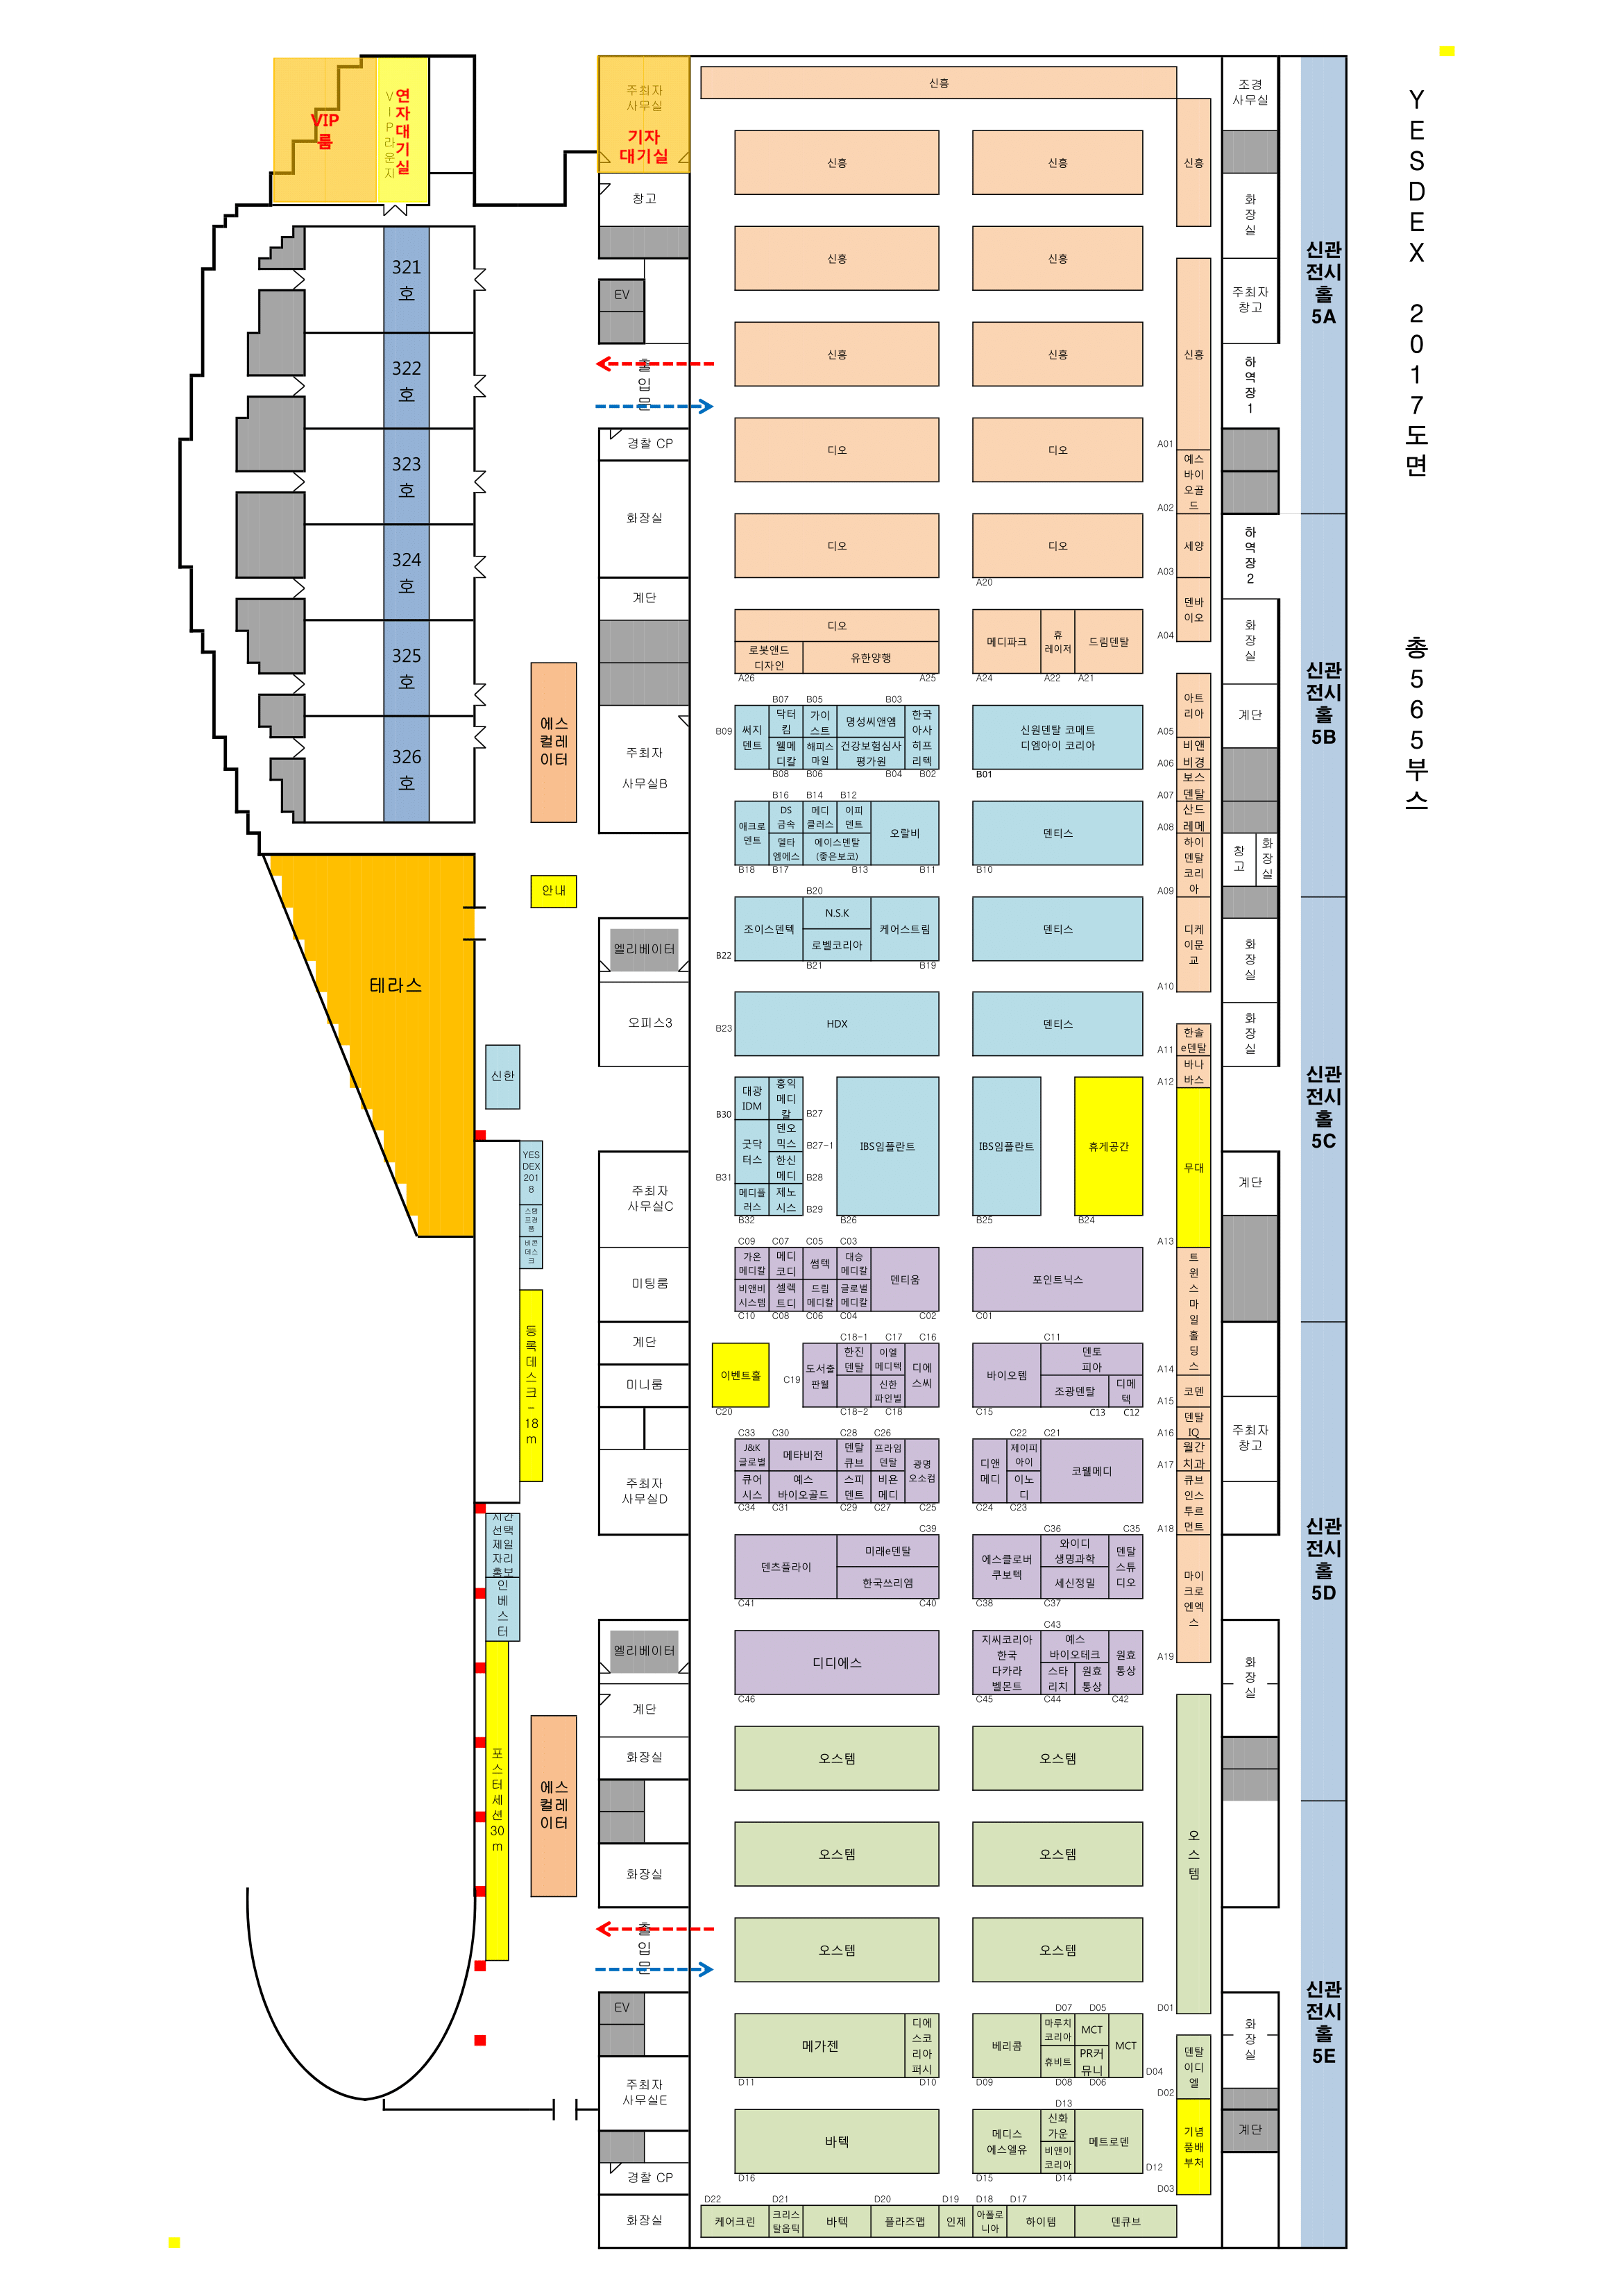 YESDEX 2017도면
총565부스
VIP
룸
VIP라운지
연자대기실
주최자
사무실
기자
대기실
창고
EV
출입문
경찰 CP
화장실
계단
주최자
사무실B
엘리베이터
오피스3
주최자
사무실C
미팅룸
계단
미니룸
주최자
사무실D
엘리베이터
계단
화장실
화장실
출입문
EV
주최자
사무실E
경찰 CP
화장실
321
호
322
호
323
호
324
호
325
호
326
호
에스
컬레
이터
안내
테라스
신한
YES
DEX
201
8
스탬
프경
품
비콘
데스
크
등록데스크-18m
시간
선택
제일
자리
홍보
인베스터
포스터세션30m
에스
컬레
이터
신흥
신흥
신흥
신흥
신흥
신흥
신흥
신흥
신흥
디오
디오
디오
디오
A20
디오
로봇앤드
디자인
유한양행
A26
A25
메디파크
휴
레이저
드림덴탈
A24
A22
A21
B07
B05
B03
B09
써지
덴트
닥터
킴
가이
스트
명성씨앤엠
한국
아사
히프
리텍
웰메
디칼
해피스
마일
건강보험심사
평가원
B08
B06
B04
B02
신원덴탈 코메트
디엠아이 코리아
B01
B16
B14
B12
애크로
덴트
DS
금속
메디
클러스
이피
덴트
오랄비
델타
엠에스
에이스덴탈
(좋은보코)
B18
B17
B13
B11
덴티스
B10
B20
조이스덴텍
N.S.K
로벨코리아
케어스트림
B22
B21
B19
덴티스
B23
HDX
덴티스
대광
IDM
홍익
메디
칼
B30
B27
굿닥
터스
덴오
믹스
B27-1
한신
메디
B31
B28
메디플
러스
제노
시스
B29
B32
IBS임플란트
B26
IBS임플란트
B25
휴게공간
B24
C09
C07
C05
C03
가온
메디칼
메디
코디
썸텍
대승
메디칼
덴티움
비앤비
시스템
셀렉
트디
드림
메디칼
글로벌
메디칼
C10
C08
C06
C04
C02
포인트닉스
C01
이벤트홀
C20
C18-1
C17
C16
C19
도서출
판웰
한진
덴탈
이엘
메디텍
디에
스씨
신한
파인빌
C18-2
C18
C11
바이오템
덴토
피아
조광덴탈
디메
텍
C15
C13
C12
C33
C30
C28
C26
J&K
글로벌
메타비전
덴탈
큐브
프라임
덴탈
광명
오소컴
큐어
시스
예스
바이오골드
스피
덴트
비욘
메디
C34
C31
C29
C27
C25
C22
C21
디앤
메디
제이피
아이
이노
디
코웰메디
C24
C23
C39
덴츠플라이
미래e덴탈
한국쓰리엠
C41
C40
C36
C35
에스클로버
쿠보텍
와이디
생명과학
세신정밀
덴탈
스튜
디오
C38
C37
디디에스
C46
C43
지씨코리아
한국
다카라
벨몬트
예스
바이오테크
스타
리치
원효
통상
원효
통상
C45
C44
C42
오스템
오스템
오스템
오스템
오스템
오스템
메가젠
디에
스코
리아
퍼시
D11
D10
D07
D05
베리콤
마루치
코리아
MCT
MCT
휴비트
PR커
뮤니
D04
D09
D08
D06
바텍
D16
D13
메디스
에스엘유
신화
가운
비앤이
코리아
메트로덴
D12
D15
D14
D22
D21
D20
D19
D18
D17
케어크린
크리스
탈옵틱
바텍
플라즈맵
인제
아폴로
니아
하이템
덴큐브
신흥
A01
예스
바이
오골
드
A02
세양
A03
덴바
이오
A04
아트
리아
A05
비앤
비경
A06
보스
덴탈
A07
산드
레메
A08
하이
덴탈
코리
아
A09
디케
이문
교
A10
한솔
e덴탈
A11
바나
바스
A12
무대
A13
트윈스마일홀딩스
A14
코덴
A15
덴탈
IQ
A16
월간
치과
A17
큐브
인스
투르
먼트
A18
마이
크로
엔엑
스
A19
오스템
D01
덴탈
이디
엘
D02
기념
품배
부처
D03
조경
사무실
화장실
주최자
창고
하역장1
하역장2
화장실
계단
창고
화장실
화장실
화장실
계단
주최자
창고
화장실
화장실
계단
신관
전시
홀
5A
신관
전시
홀
5B
신관
전시
홀
5C
신관
전시
홀
5D
신관
전시
홀
5E